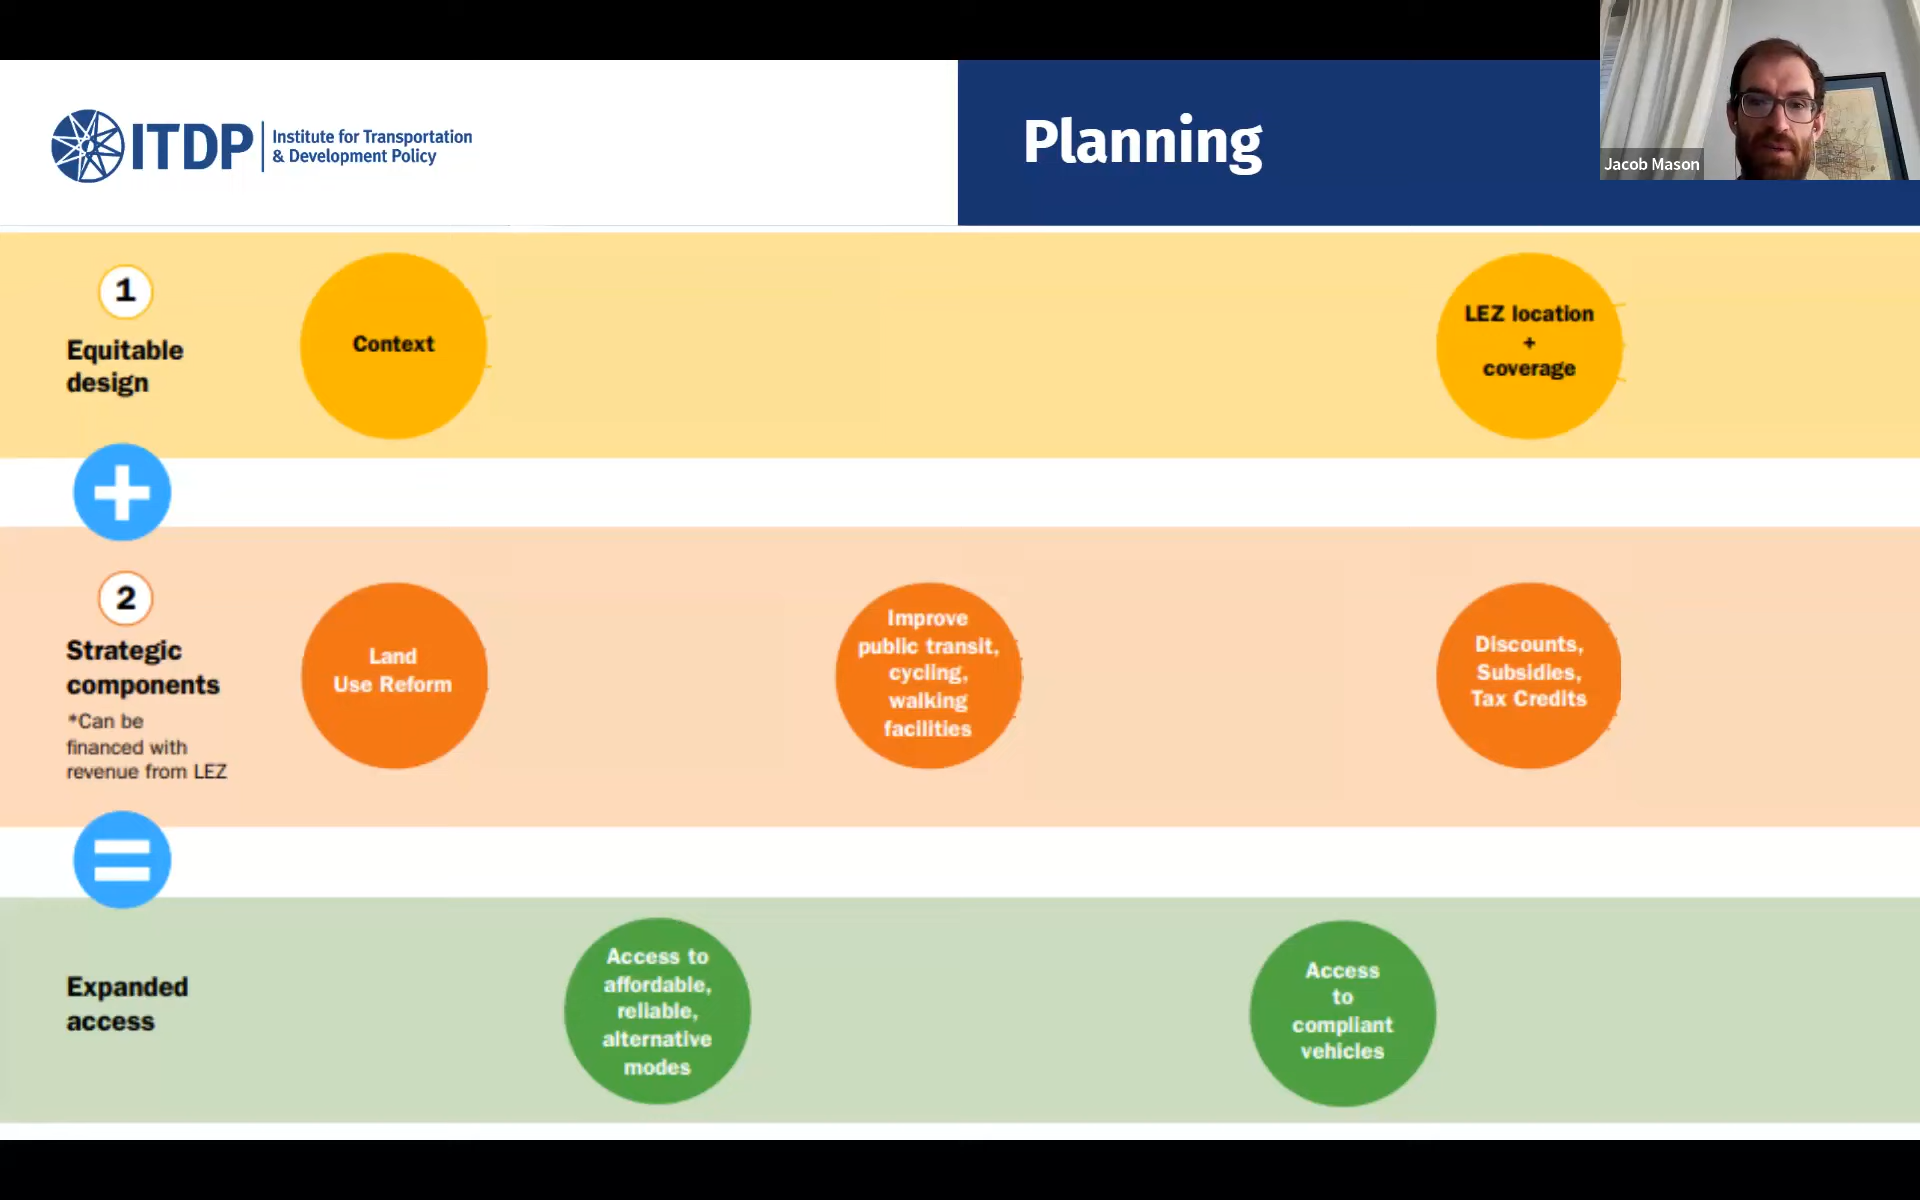 ITDP
Institute for Transportation
& Development Policy
Planning
Jacob Mason
1
Equitable
design
Context
LEZ location
+
coverage
2
Strategic
components
*Can be
financed with
revenue from LEZ
Land
Use Reform
Improve
public transit,
cycling,
walking
facilities
Discounts,
Subsidies,
Tax Credits
Expanded
access
Access to
affordable,
reliable,
alternative
modes
Access
to
compliant
vehicles